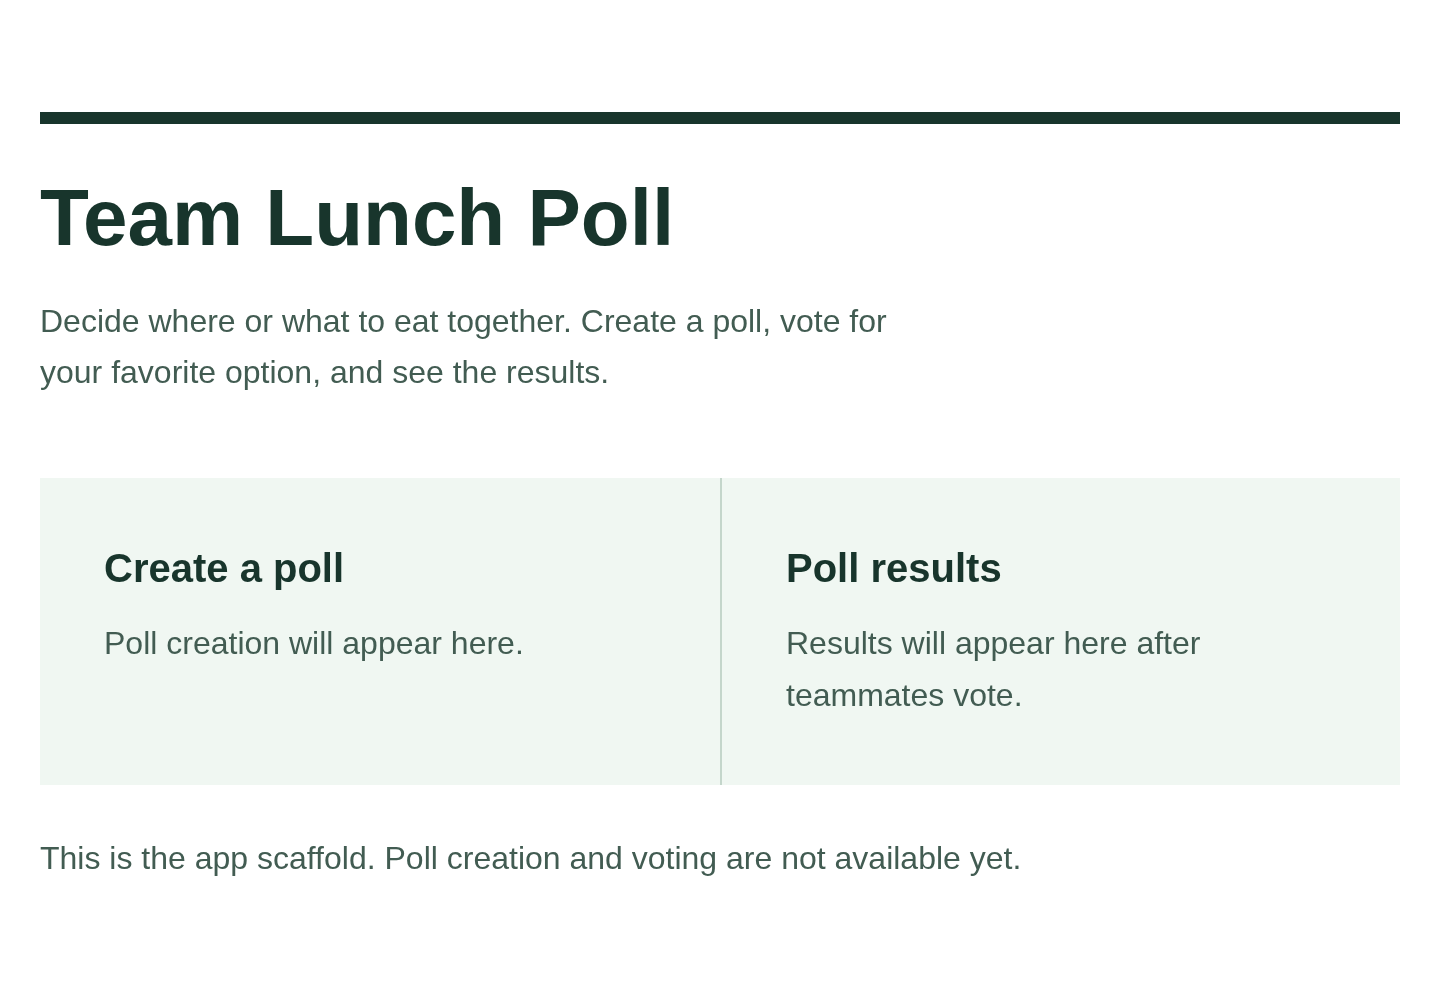 Team Lunch Poll
Decide where or what to eat together. Create a poll, vote for
your favorite option, and see the results.
Create a poll
Poll creation will appear here.
Poll results
Results will appear here after
teammates vote.
This is the app scaffold. Poll creation and voting are not available yet.